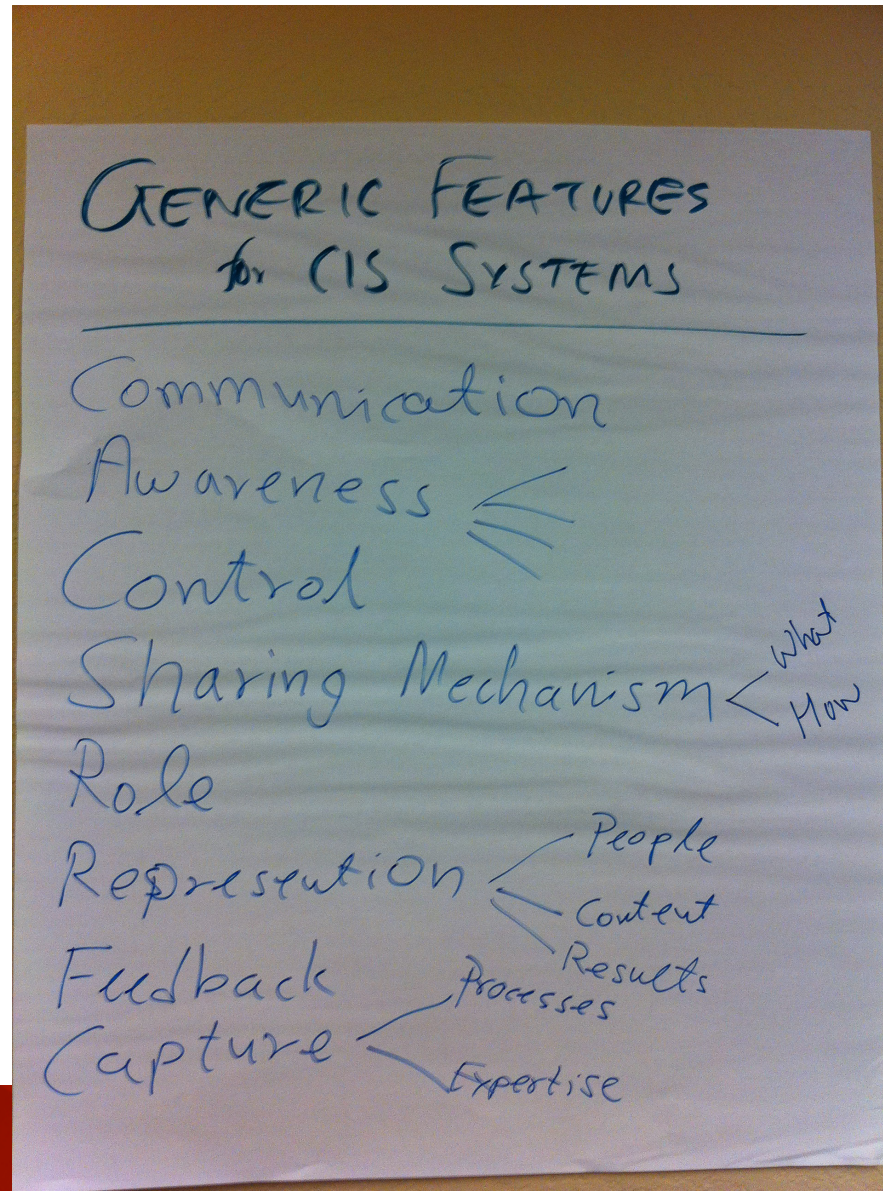 GENERIC FEATURES
for CIS SYSTEMS
Communication
Awareness
Control
Sharing Mechanism
What
How
Role
Represention
People
Content
Results
Feedback
Capture
Processes
Expertise